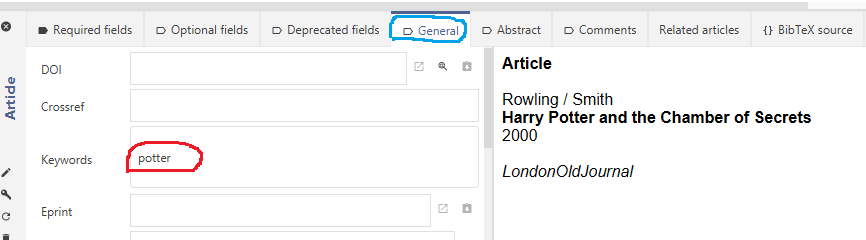 Required fields
Optional fields
Deprecated fields
General
Abstract
Comments
Related articles
{} BibTeX source
Article
DOI
Crossref
Keywords
potter
Eprint
Article
Rowling / Smith
Harry Potter and the Chamber of Secrets
2000
LondonOldJournal